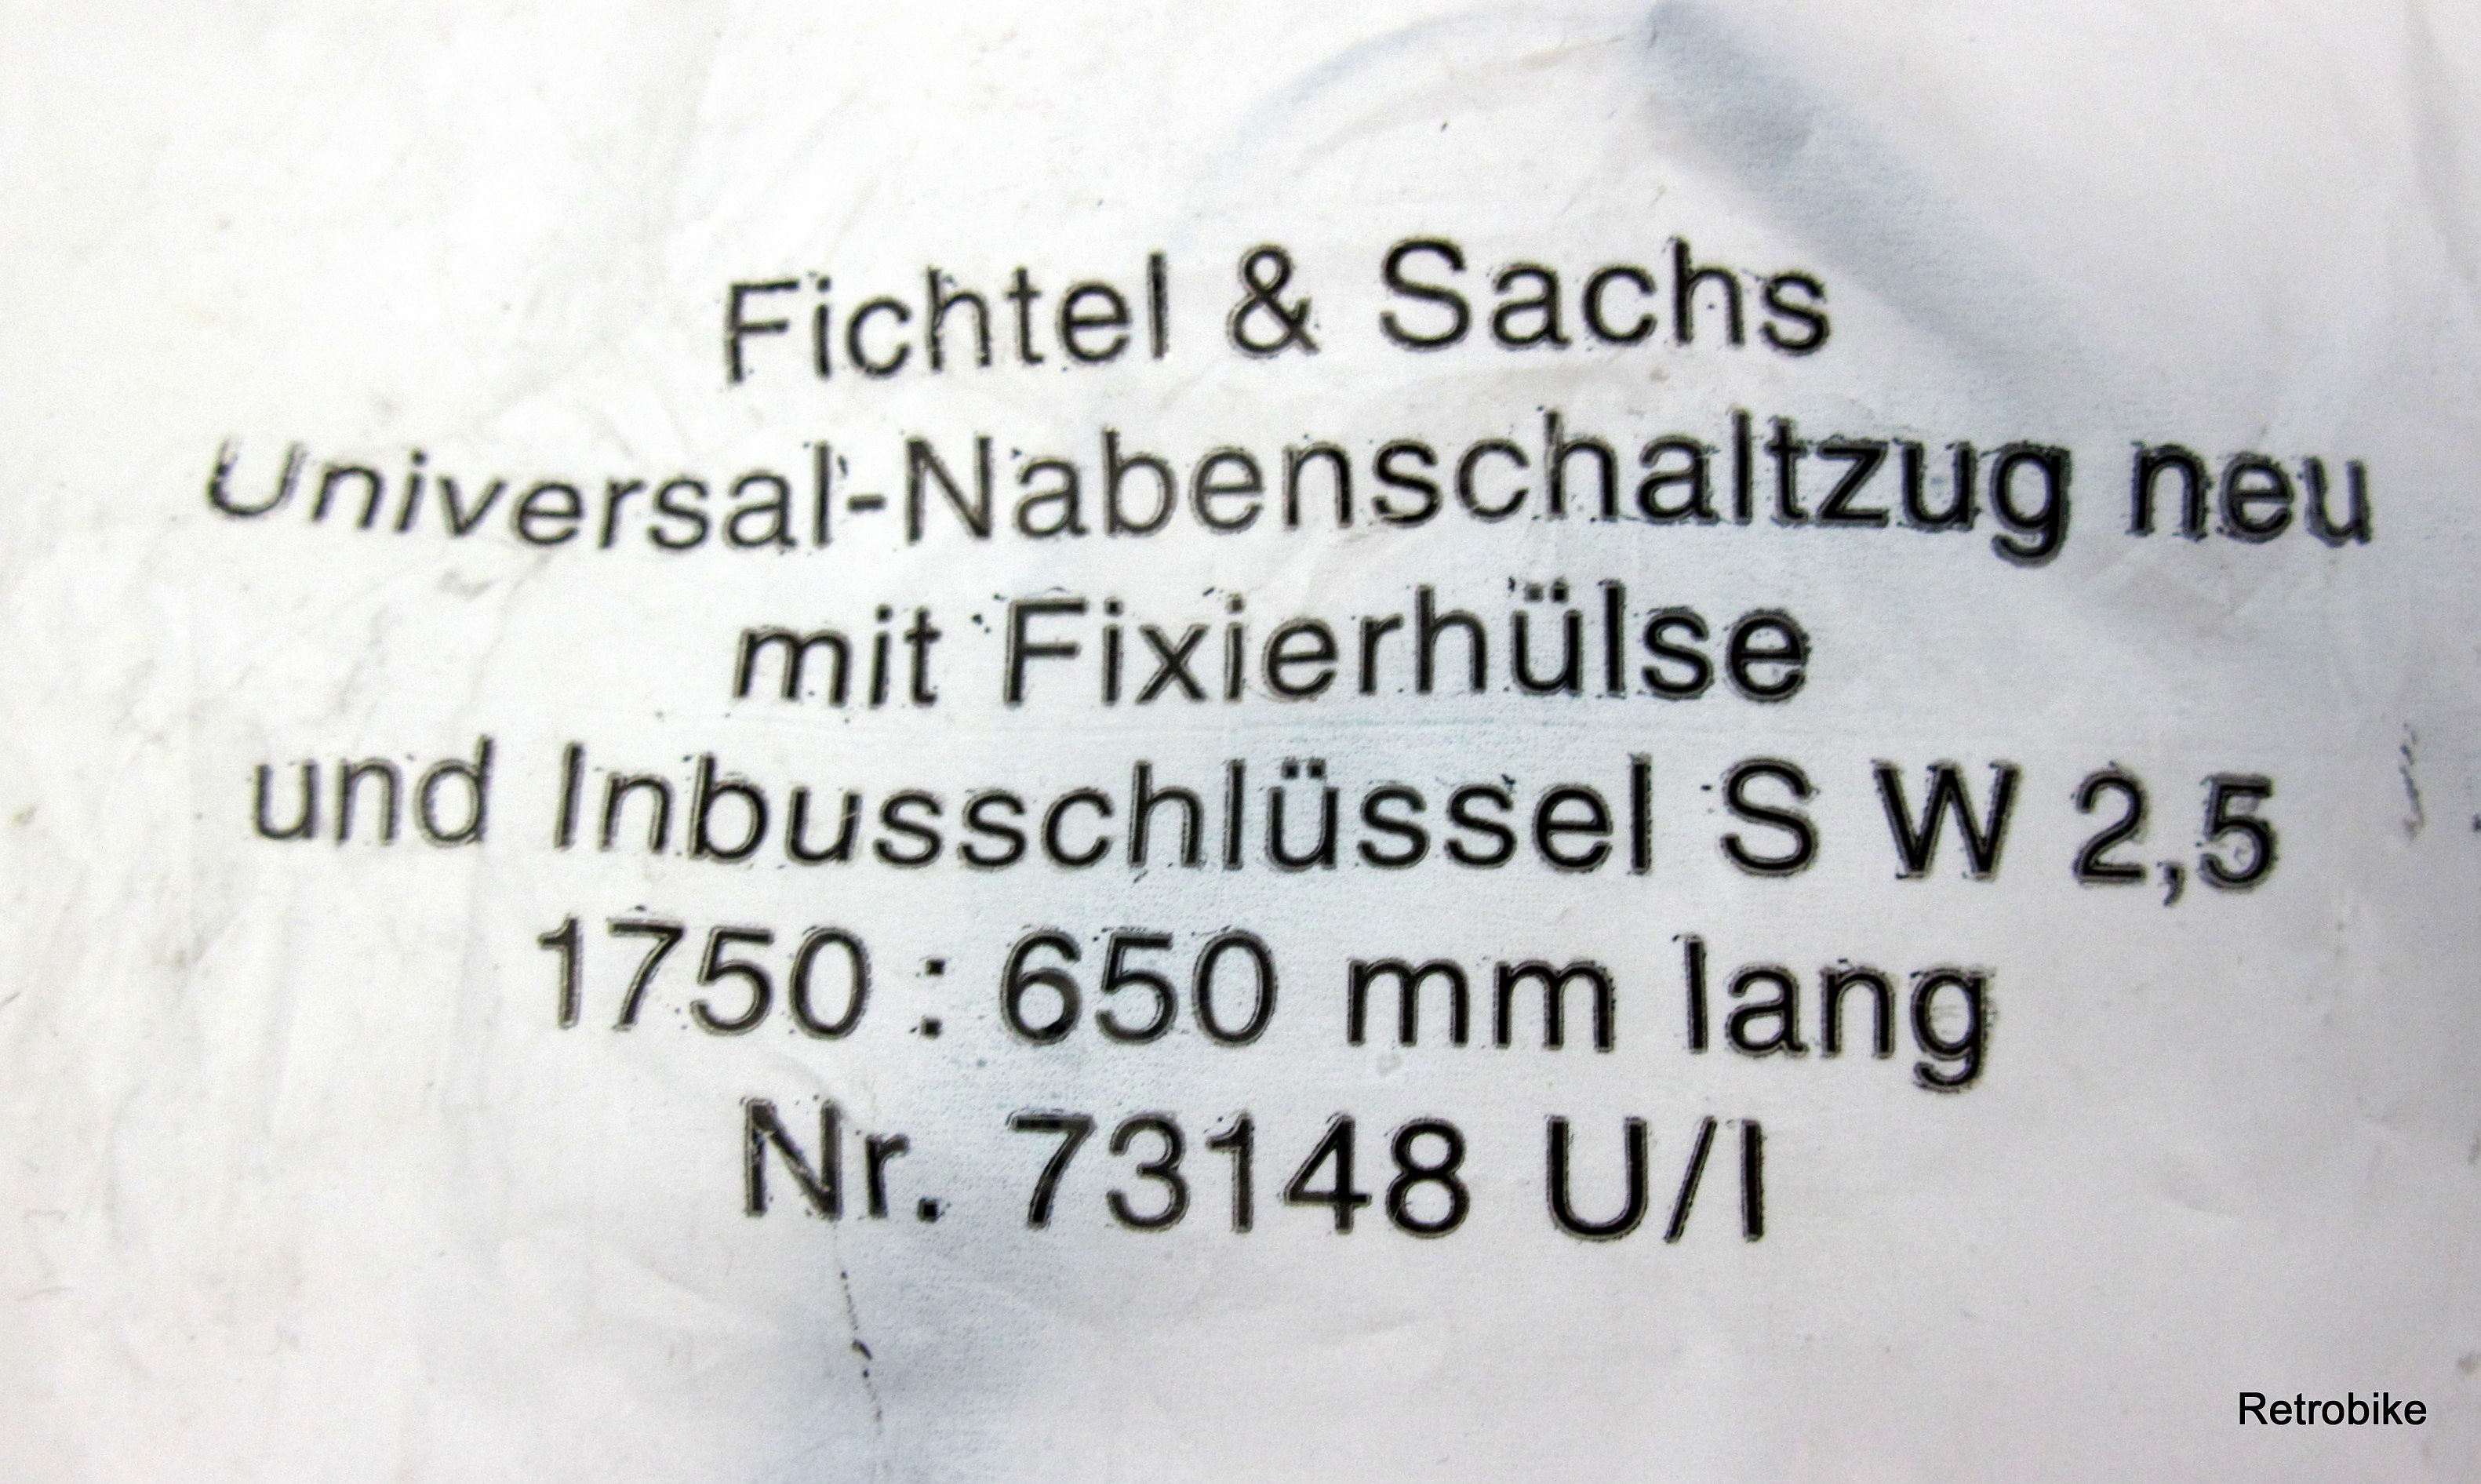 Fichtel & Sachs
Universal-Nabenschaltzug neu
mit Fixierhülse
und Inbusschlüssel S W 2,5
1750 : 650 mm lang
Nr. 73148 U/I
Retrobike